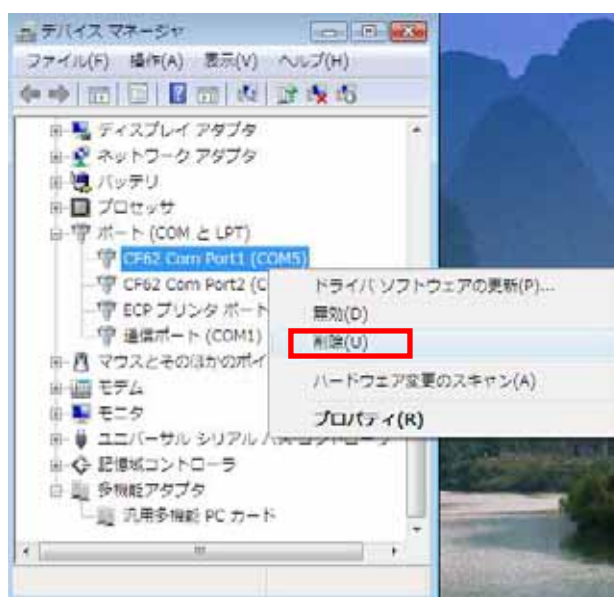 デバイス マネージャ
ファイル(F) 操作(A) 表示(V) ヘルプ(H)
ディスプレイ アダプタ
ネットワーク アダプタ
バッテリ
プロセッサ
ポート (COM と LPT)
CF62 Com Port1 (COM5)
CF62 Com Port2 (C
ECP プリンタ ポート
通信ポート (COM1)
マウスとそのほかのポイ
モデム
モニタ
ユニバーサル シリアル バス コントローラ
記憶域コントローラ
多機能アダプタ
汎用多機能 PC カード
ドライバ ソフトウェアの更新(P)...
無効(D)
削除(U)
ハードウェア変更のスキャン(A)
プロパティ(R)